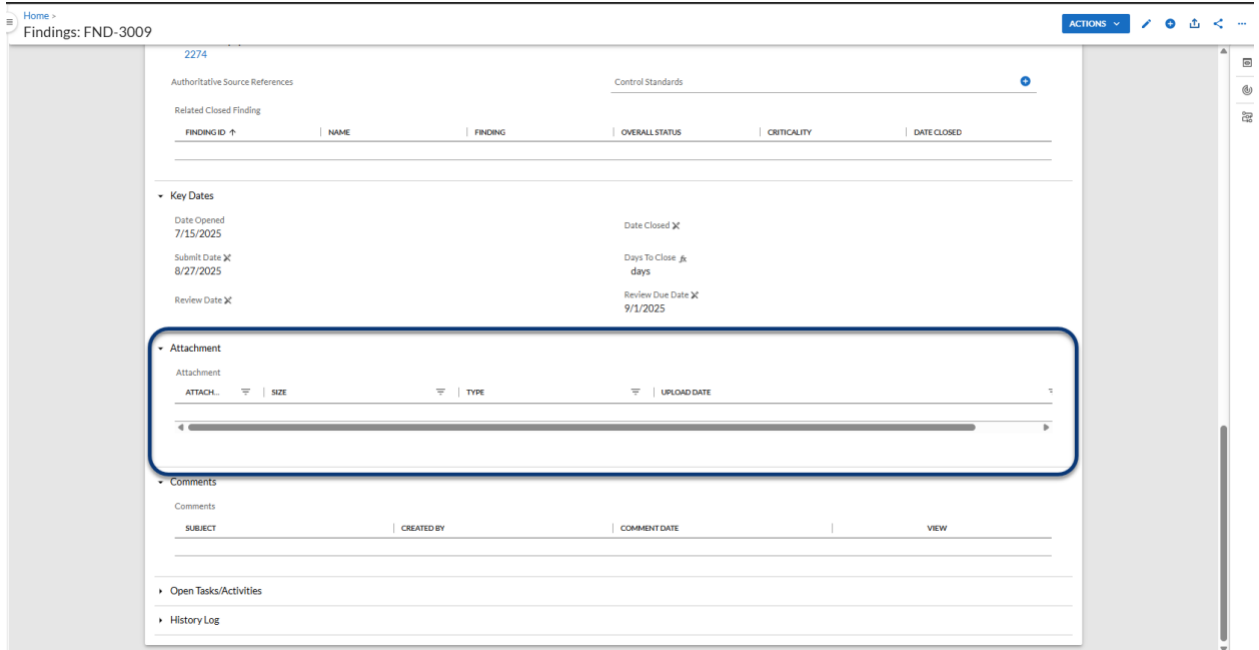 Home >
Findings: FND-3009
ACTIONS
2274
Authoritative Source References
Control Standards
Related Closed Finding
FINDING ID
NAME
FINDING
OVERALL STATUS
CRITICALITY
DATE CLOSED
Key Dates
Date Opened
7/15/2025
Date Closed
Submit Date
8/27/2025
Days To Close fx
days
Review Date
Review Due Date
9/1/2025
Attachment
Attachment
ATTACH...
SIZE
TYPE
UPLOAD DATE
Comments
Comments
SUBJECT
CREATED BY
COMMENT DATE
VIEW
Open Tasks/Activities
History Log